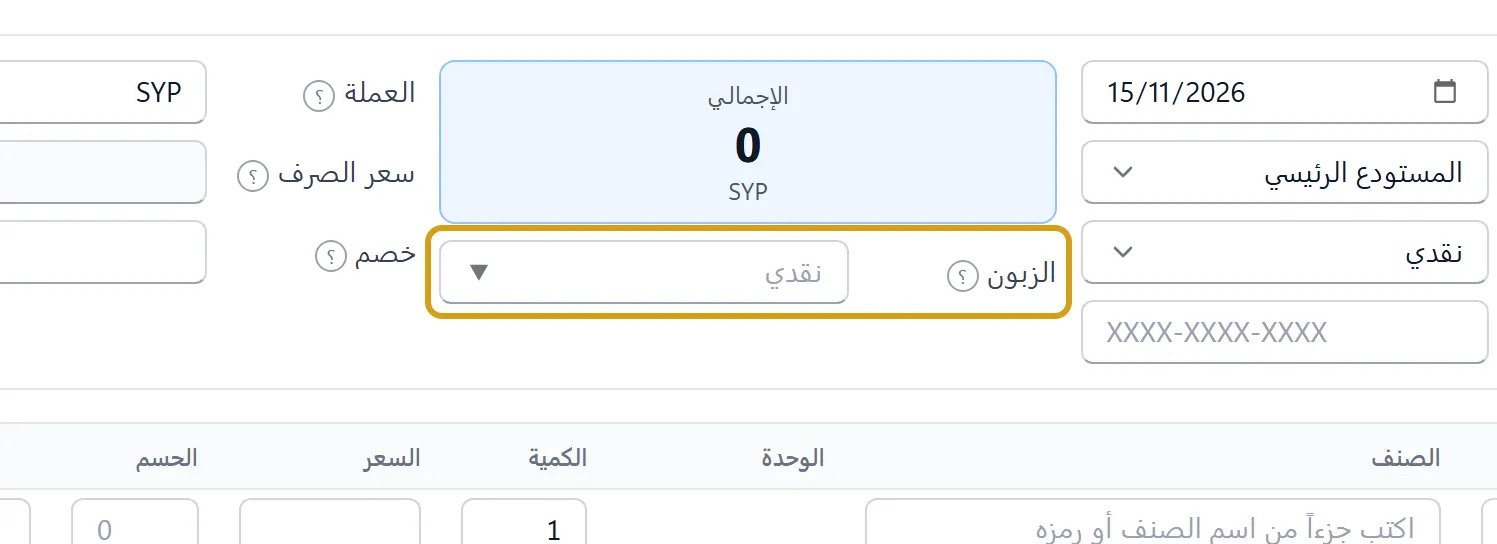 15/11/2026
الإجمالي
0
SYP
العملة ؟
SYP
المستودع الرئيسي
سعر الصرف ؟
نقدي
الزبون ؟
نقدي
خصم ؟
XXXX-XXXX-XXXX
الصنف
الوحدة
الكمية
السعر
الحسم
اكتب جزءاً من اسم الصنف أو رمزه
1
0